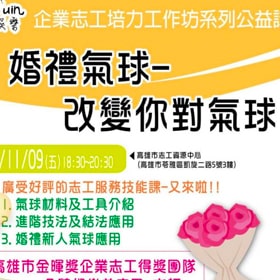 uin
企業志工培力工作坊系列公益講
婚禮氣球-
改變你對氣球
/11/09(五)18:30-20:30
高雄市志工資源中心
(高雄市苓雅區凱旋二路5號3樓)
廣受好評的志工服務技能課-又來啦!!
1. 氣球材料及工具介紹
2. 進階技法及結法應用
3. 婚禮新人氣球應用
高雄市金暉獎企業志工得獎團隊